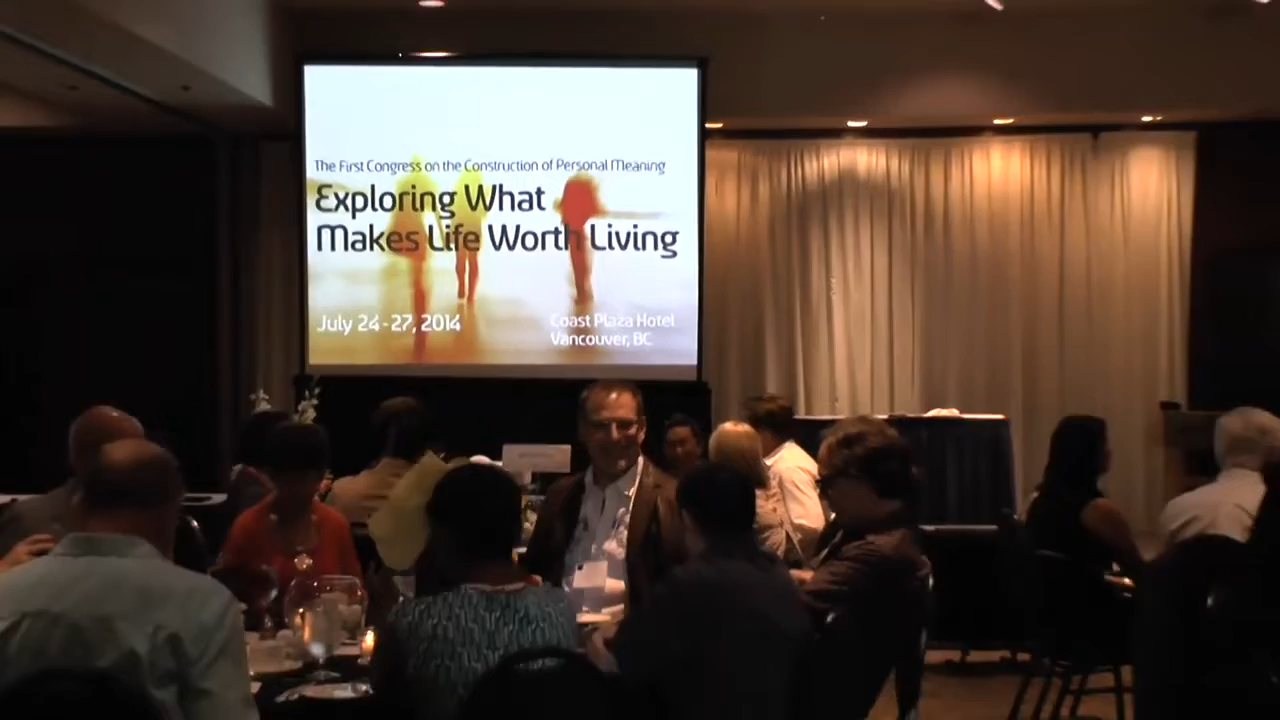 The First Congress on the Construction of Personal Meaning
Exploring What
Makes Life Worth Living
July 24-27, 2014
Coast Plaza Hotel
Vancouver, BC